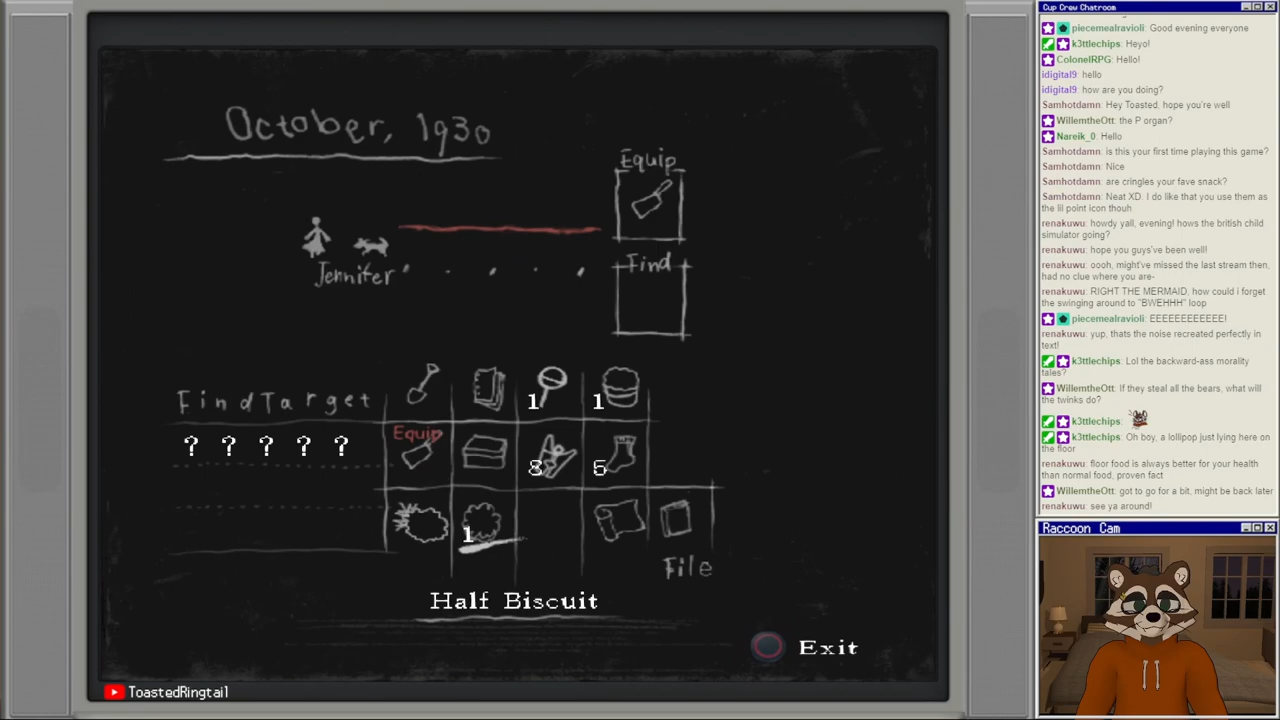 October, 1930
Equip
Find
Jennifer
FindTarget
? ? ? ? ?
1
1
Equip
8
5
1
File
Half Biscuit
Exit
ToastedRingtail
Cup Crew Chatroom
piecemealravioli: Good evening everyone
k3ttlechips: Heyo!
ColonelRPG: Hello!
idigital9: hello
idigital9: how are you doing?
Samhotdamn: Hey Toasted, hope you're well
WillemtheOtt: the P organ?
Nareik_0: Hello
Samhotdamn: is this your first time playing this game?
Samhotdamn: Nice
Samhotdamn: are cringles your fave snack?
Samhotdamn: Neat XD. I do like that you use them as
the lil point icon thouh
renakuwu: howdy yall, evening! hows the british child
simulator going?
renakuwu: hope you guys've been well!
renakuwu: oooh, might've missed the last stream then,
had no clue where you are-
renakuwu: RIGHT THE MERMAID, how could i forget
the swinging around to "BWEHHH" loop
piecemealravioli: EEEEEEEEEEEE!
renakuwu: yup, thats the noise recreated perfectly in
text!
k3ttlechips: Lol the backward-ass morality
tales?
WillemtheOtt: If they steal all the bears, what will
the twinks do?
k3ttlechips:
k3ttlechips: Oh boy, a lollipop just lying here on
the floor
renakuwu: floor food is always better for your health
than normal food, proven fact
WillemtheOtt: got to go for a bit, might be back later
renakuwu: see ya around!
Raccoon Cam